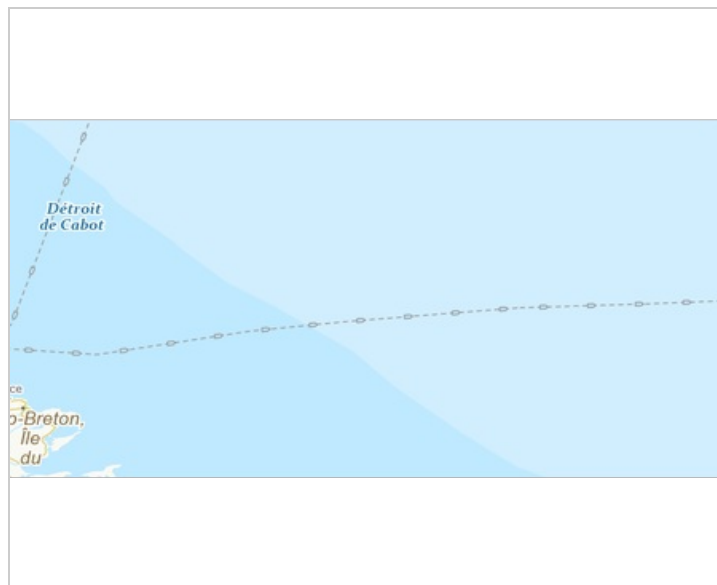 Détroit
de Cabot
ce
o-Breton,
Île
du